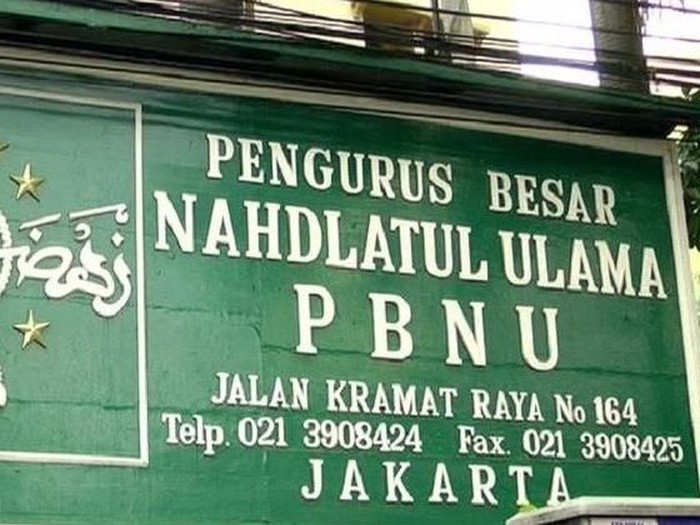 PENGURUS BESAR
NAHDLATUL ULAMA
PBNU
JALAN KRAMAT RAYA No 164
Telp. 021 3908424 Fax. 021 3908425
JAKARTA